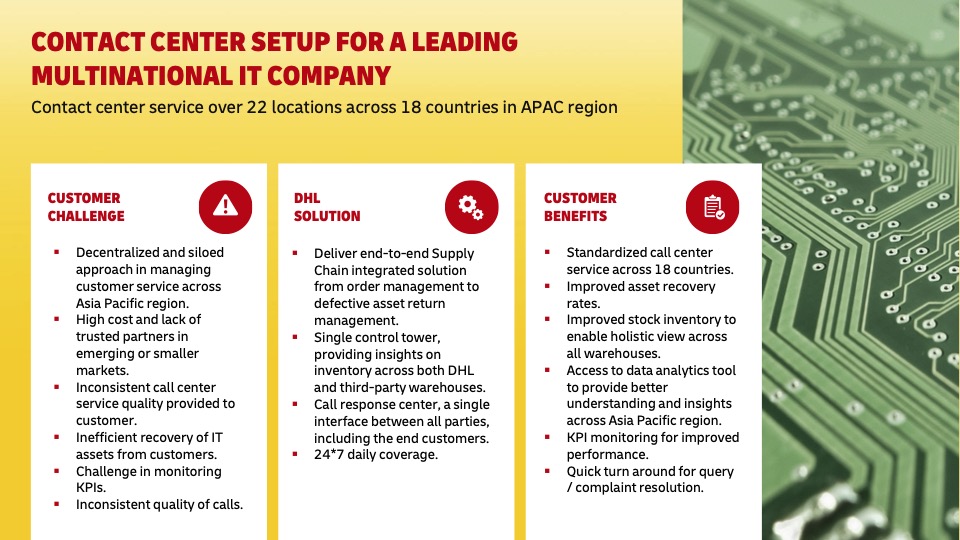 CONTACT CENTER SETUP FOR A LEADING
MULTINATIONAL IT COMPANY
Contact center service over 22 locations across 18 countries in APAC region
CUSTOMER
CHALLENGE
▪ Decentralized and siloed
approach in managing
customer service across
Asia Pacific region.
▪ High cost and lack of
trusted partners in
emerging or smaller
markets.
▪ Inconsistent call center
service quality provided to
customer.
▪ Inefficient recovery of IT
assets from customers.
▪ Challenge in monitoring
KPIs.
▪ Inconsistent quality of calls.
DHL
SOLUTION
▪ Deliver end-to-end Supply
Chain integrated solution
from order management to
defective asset return
management.
▪ Single control tower,
providing insights on
inventory across both DHL
and third-party warehouses.
▪ Call response center, a single
interface between all parties,
including the end customers.
▪ 24*7 daily coverage.
CUSTOMER
BENEFITS
▪ Standardized call center
service across 18 countries.
▪ Improved asset recovery
rates.
▪ Improved stock inventory to
enable holistic view across
all warehouses.
▪ Access to data analytics tool
to provide better
understanding and insights
across Asia Pacific region.
▪ KPI monitoring for improved
performance.
▪ Quick turn around for query
/ complaint resolution.